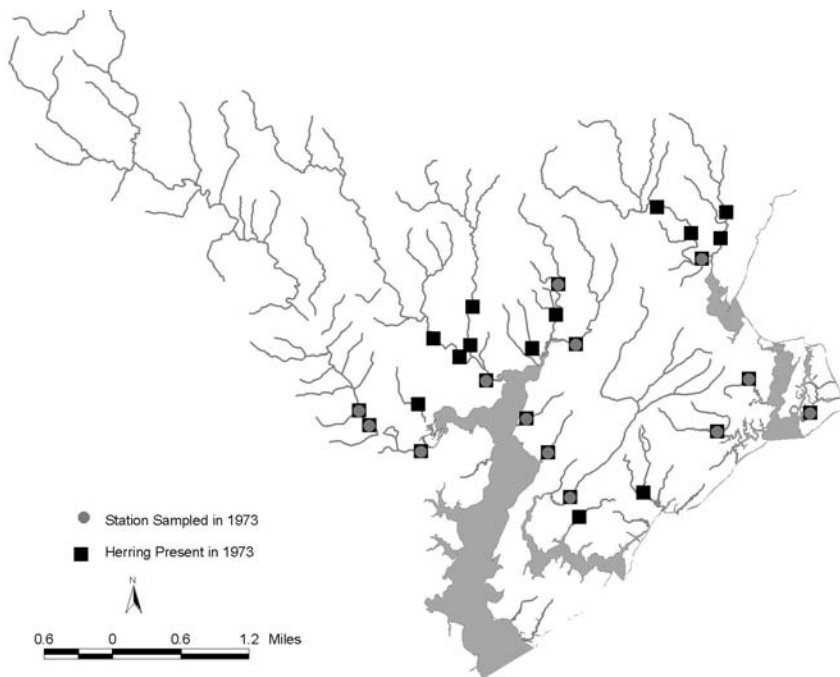 Station Sampled in 1973
Herring Present in 1973
N
0.6 0 0.6 1.2 Miles